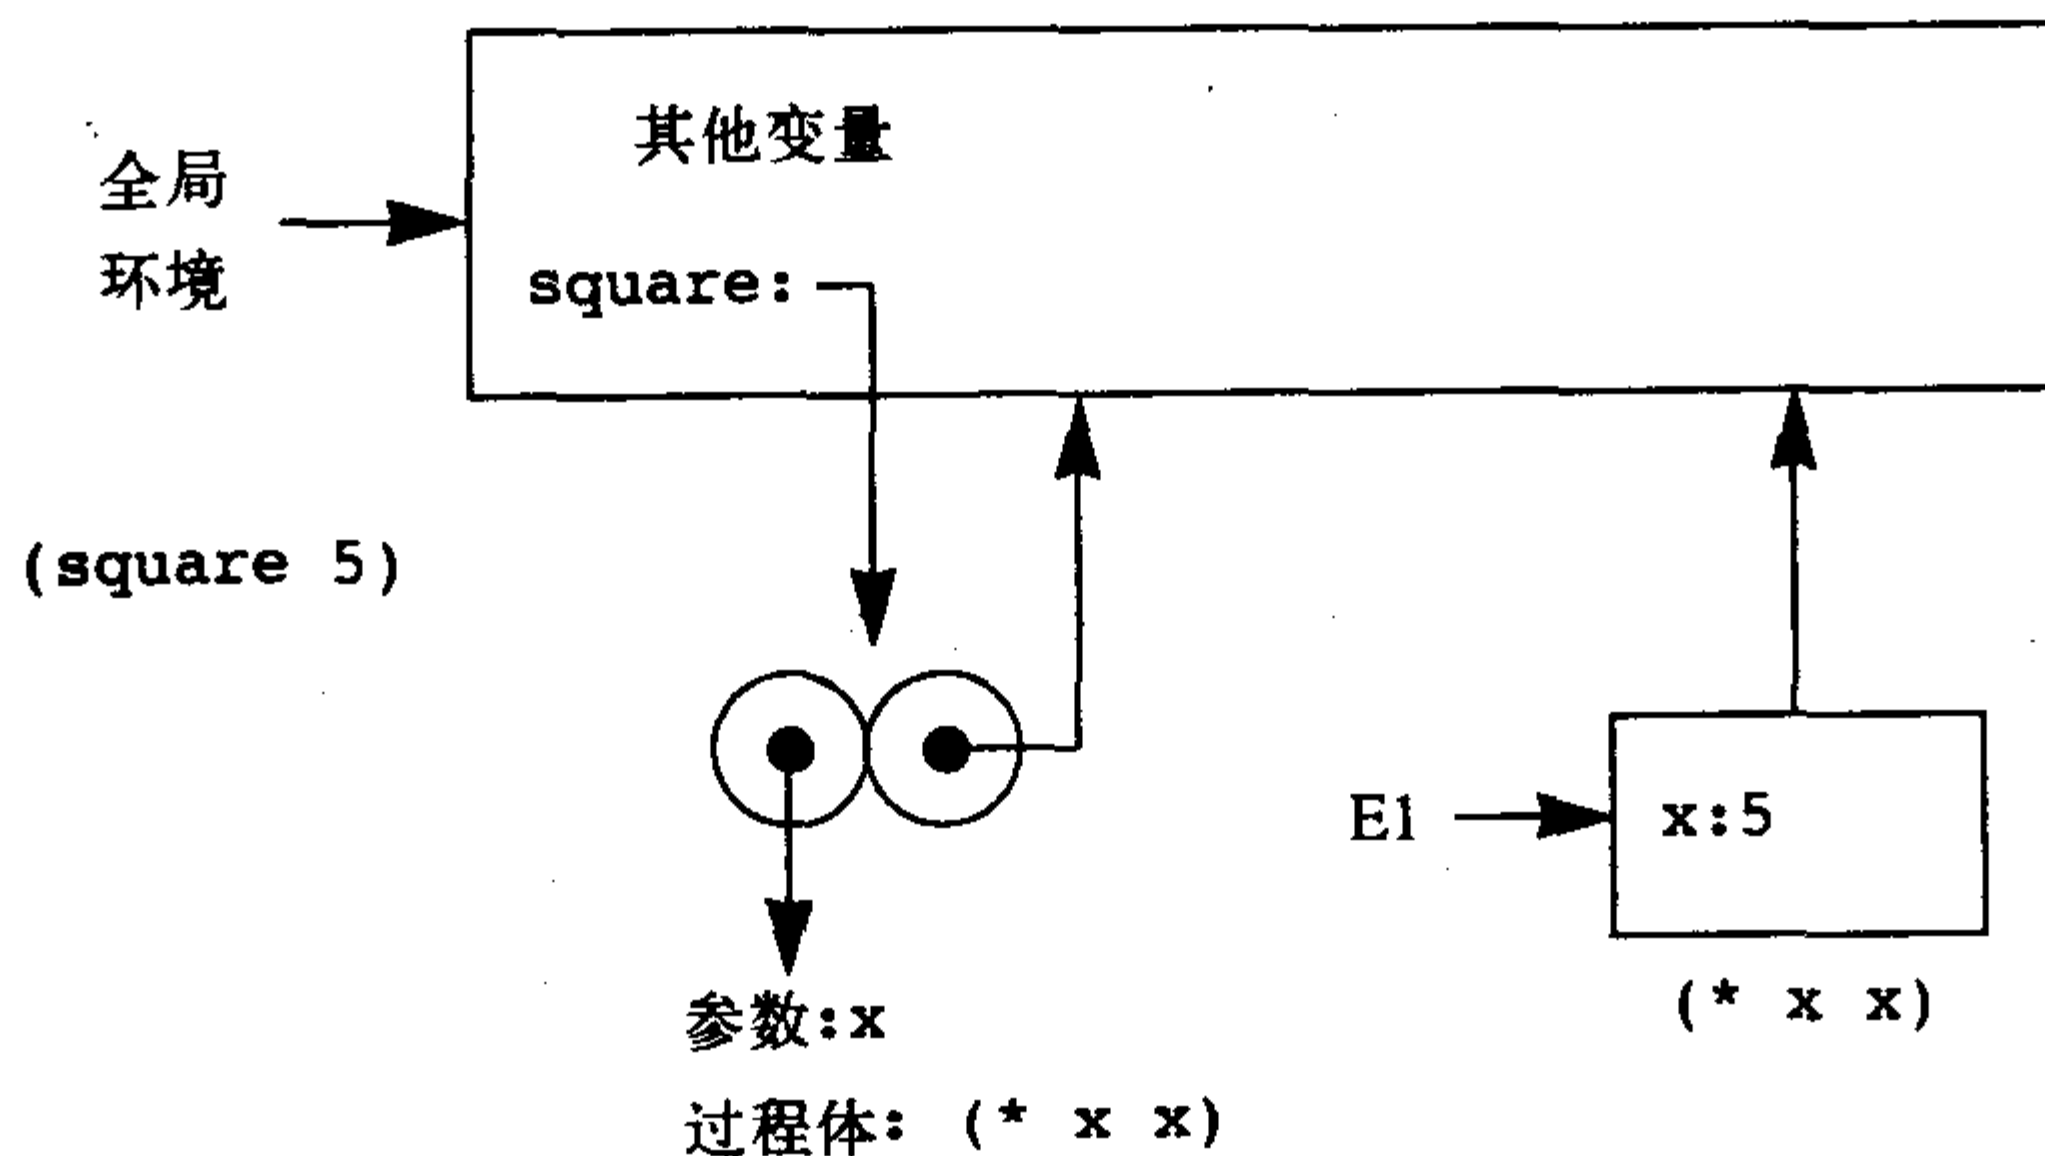 其他变量
全局
环境
square:
(square 5)
E1
x:5
(* x x)
参数:x
过程体: (* x x)